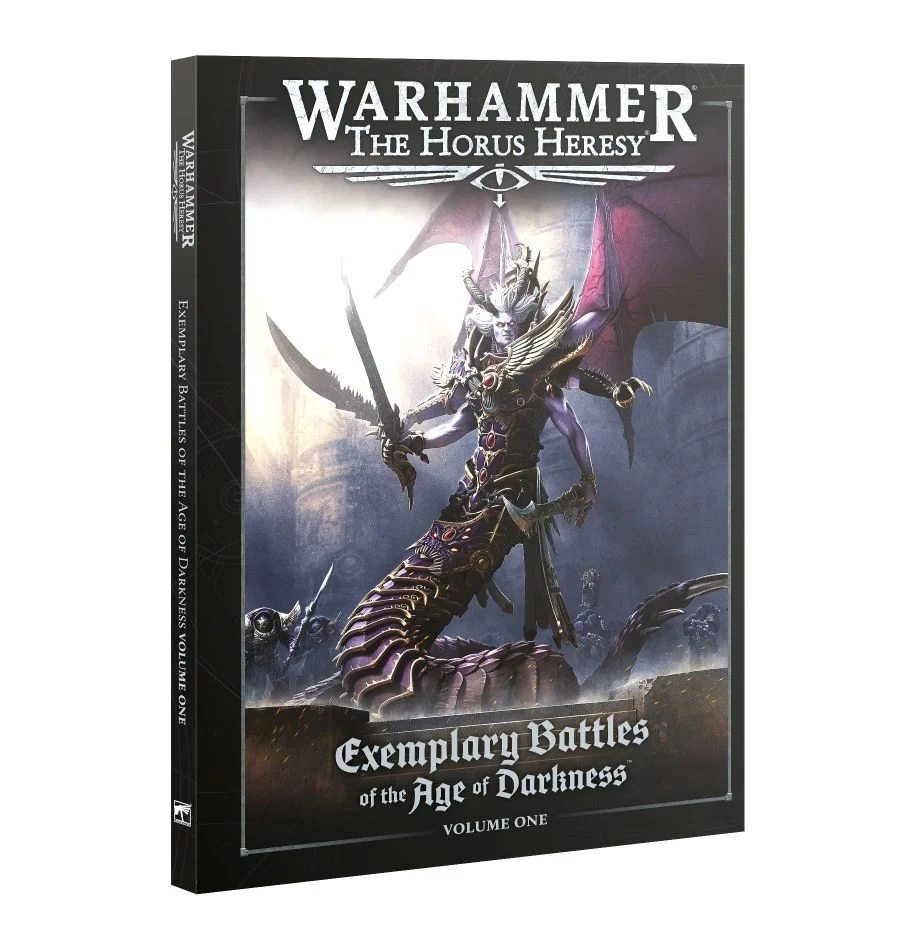 WARHAMMER
THE HORUS HERESY
Exemplary Battles
of the Age of Darkness™
VOLUME ONE
WARHAMMER
THE HORUS HERESY
EXEMPLARY BATTLES OF THE AGE OF DARKNESS VOLUME ONE